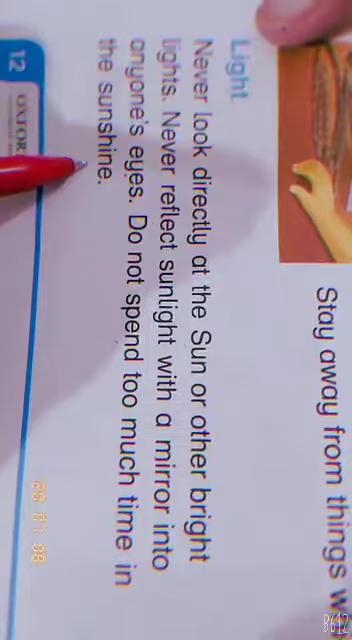 Stay away from things
Light
Never look directly at the Sun or other bright
lights. Never reflect sunlight with a mirror into
anyone's eyes. Do not spend too much time in
the sunshine.
12
OXFOR
B612